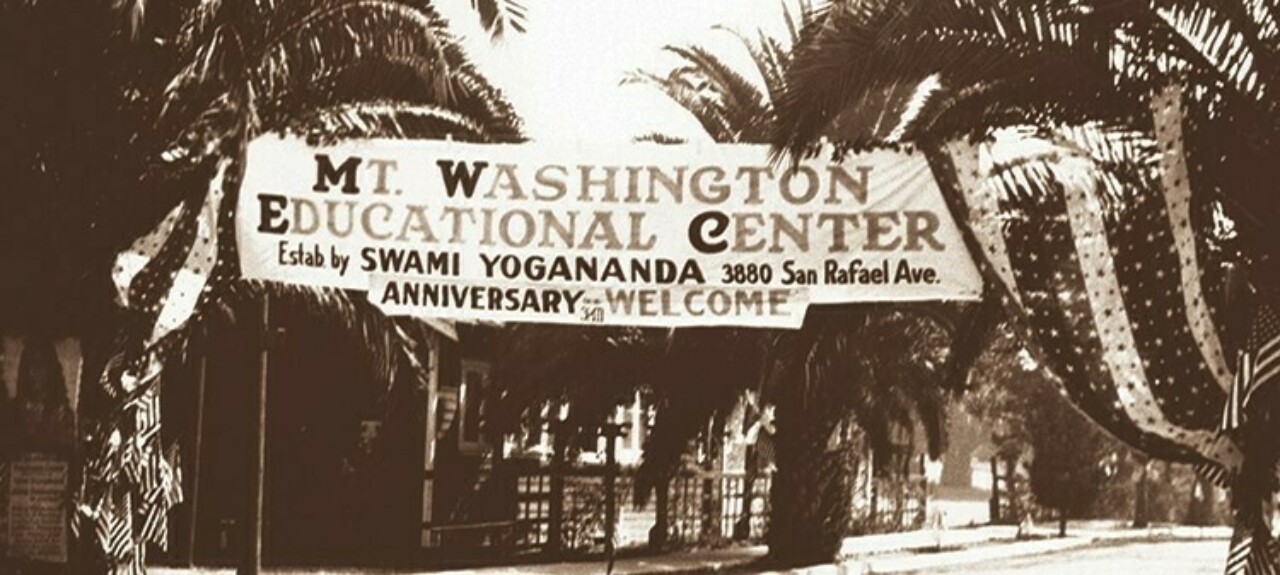 MT. WASHINGTON
EDUCATIONAL CENTER
Estab by SWAMI YOGANANDA 3880 San Rafael Ave.
ANNIVERSARY WELCOME